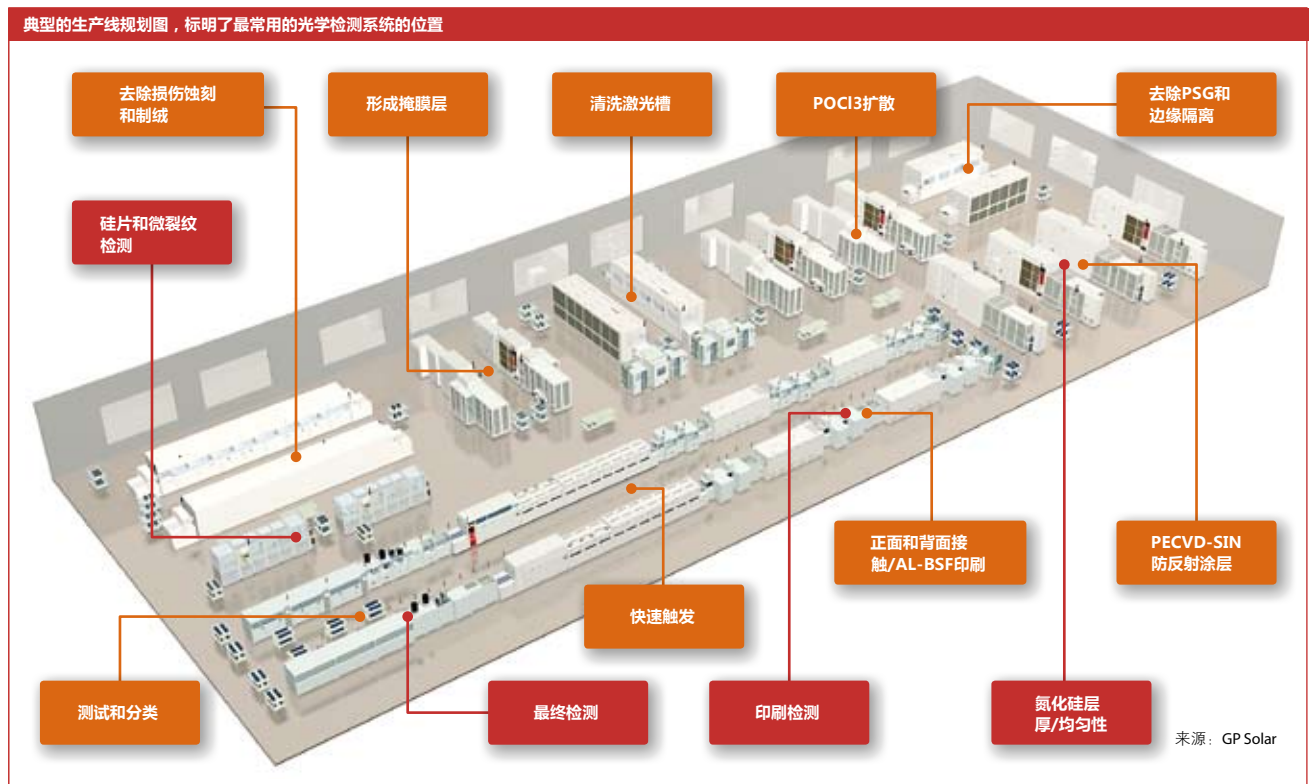 典型的生产线规划图，标明了最常用的光学检测系统的位置
去除损伤蚀刻
和制绒
形成掩膜层
清洗激光槽
POCl3扩散
去除PSG和
边缘隔离
硅片和微裂纹
检测
正面和背面接
触/AL-BSF印刷
PECVD-SIN
防反射涂层
快速触发
测试和分类
最终检测
印刷检测
氮化硅层
厚/均匀性
来源：GP Solar